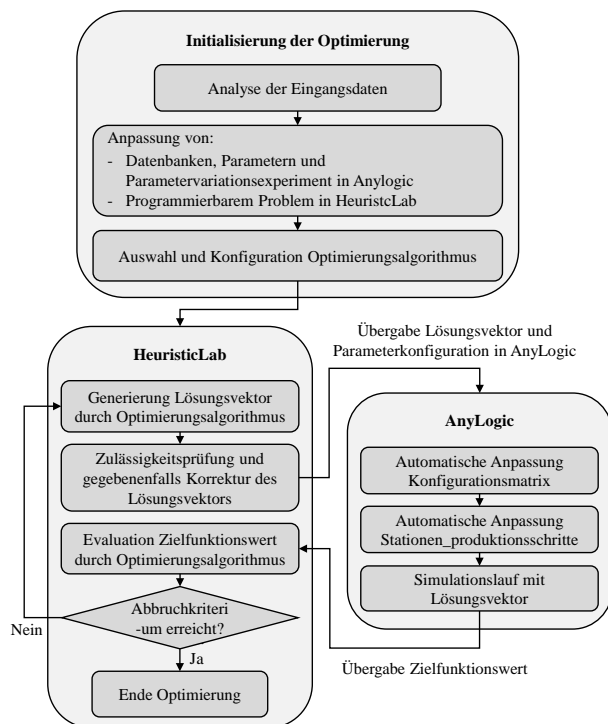 Initialisierung der Optimierung
Analyse der Eingangsdaten
Anpassung von:
- Datenbanken, Parametern und
Parametervariationsexperiment in Anylogic
- Programmierbarem Problem in HeuristcLab
Auswahl und Konfiguration Optimierungsalgorithmus
HeuristicLab
Generierung Lösungsvektor
durch Optimierungsalgorithmus
Zulässigkeitsprüfung und
gegebenenfalls Korrektur des
Lösungsvektors
Übergabe Lösungsvektor und
Parameterkonfiguration in AnyLogic
AnyLogic
Automatische Anpassung
Konfigurationsmatrix
Automatische Anpassung
Stationen_produktionsschritte
Simulationslauf mit
Lösungsvektor
Übergabe Zielfunktionswert
Evaluation Zielfunktionswert
durch Optimierungsalgorithmus
Abbruchkriteri
-um erreicht?
Nein
Ja
Ende Optimierung